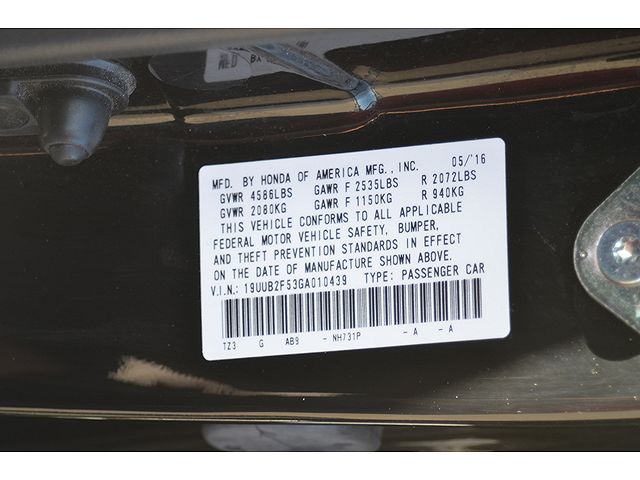 MFD. BY HONDA OF AMERICA MFG., INC. 05/'16
GVWR 4586LBS GAWR F 2535LBS R 2072LBS
GVWR 2080KG GAWR F 1150KG R 940KG
THIS VEHICLE CONFORMS TO ALL APPLICABLE
FEDERAL MOTOR VEHICLE SAFETY, BUMPER,
AND THEFT PREVENTION STANDARDS IN EFFECT
ON THE DATE OF MANUFACTURE SHOWN ABOVE.
V.I.N.: 19UUB2F53GA010439 TYPE: PASSENGER CAR
TZ3 G AB9 - NH731P - A - A